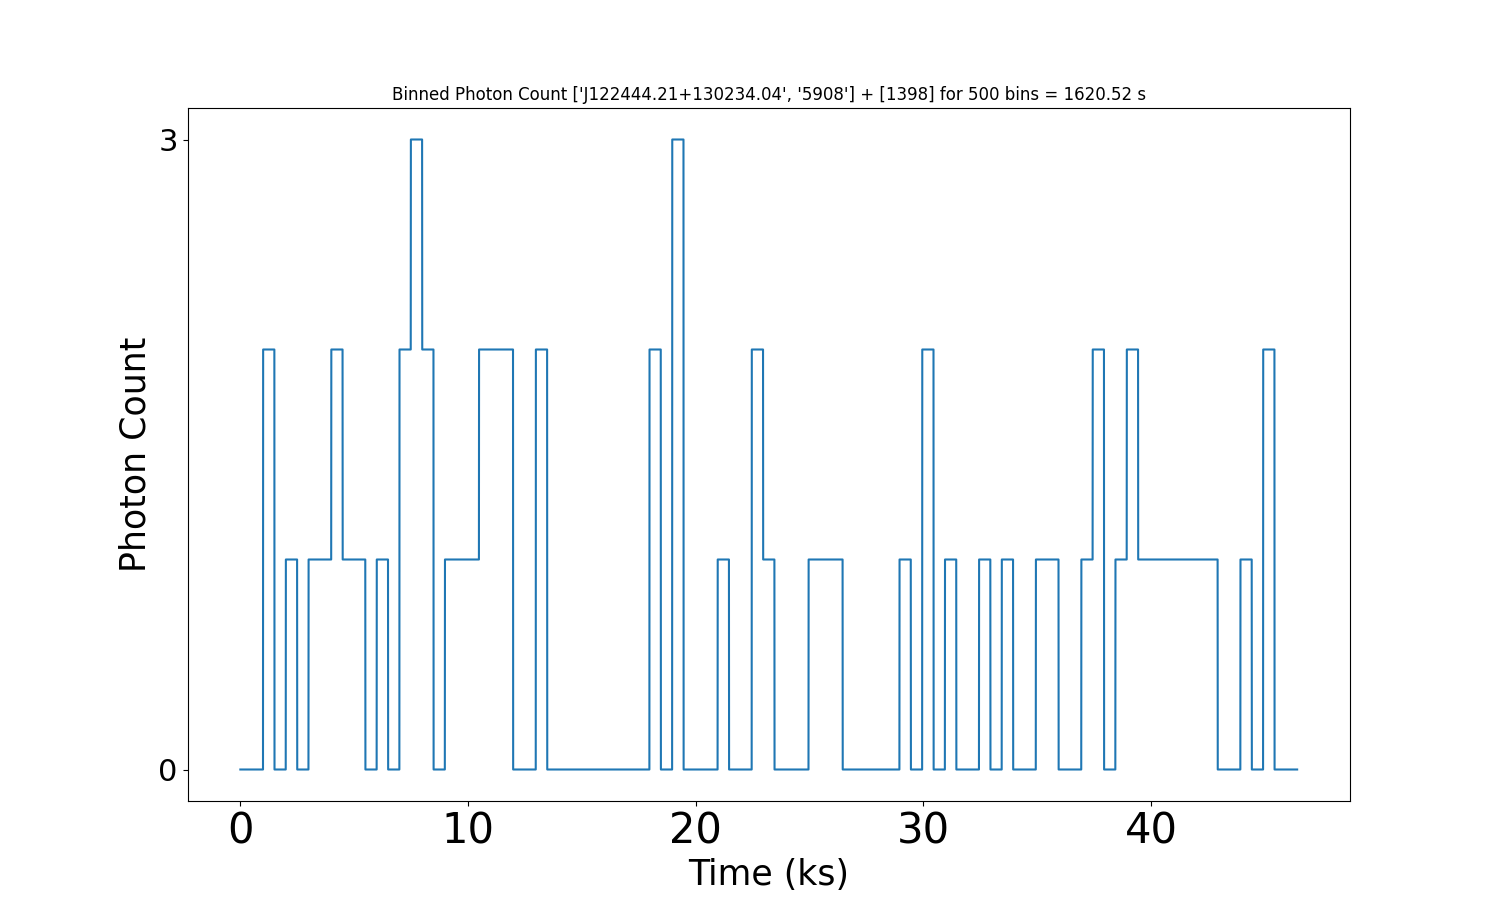 Binned Photon Count ['J122444.21+130234.04', '5908'] + [1398] for 500 bins = 1620.52 s
3
0
Photon Count
0 10 20 30 40
Time (ks)